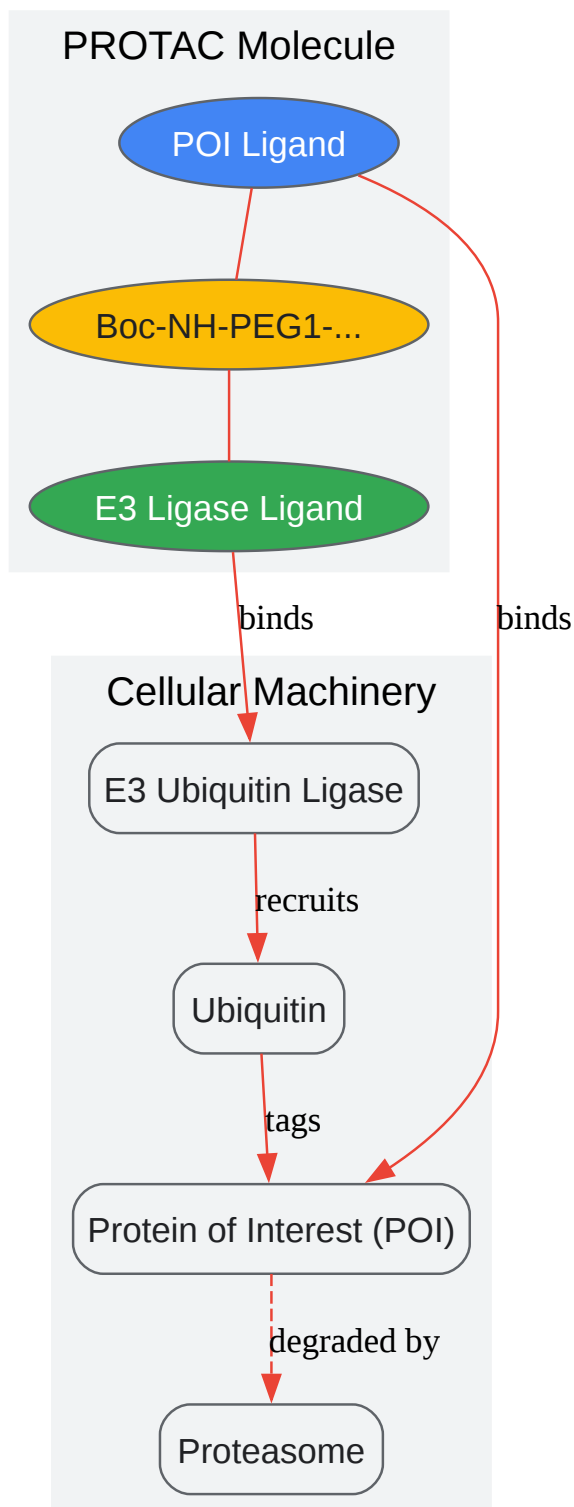 PROTAC Molecule
POI Ligand
Boc-NH-PEG1-...
E3 Ligase Ligand
binds
binds
Cellular Machinery
E3 Ubiquitin Ligase
recruits
Ubiquitin
tags
Protein of Interest (POI)
degraded by
Proteasome